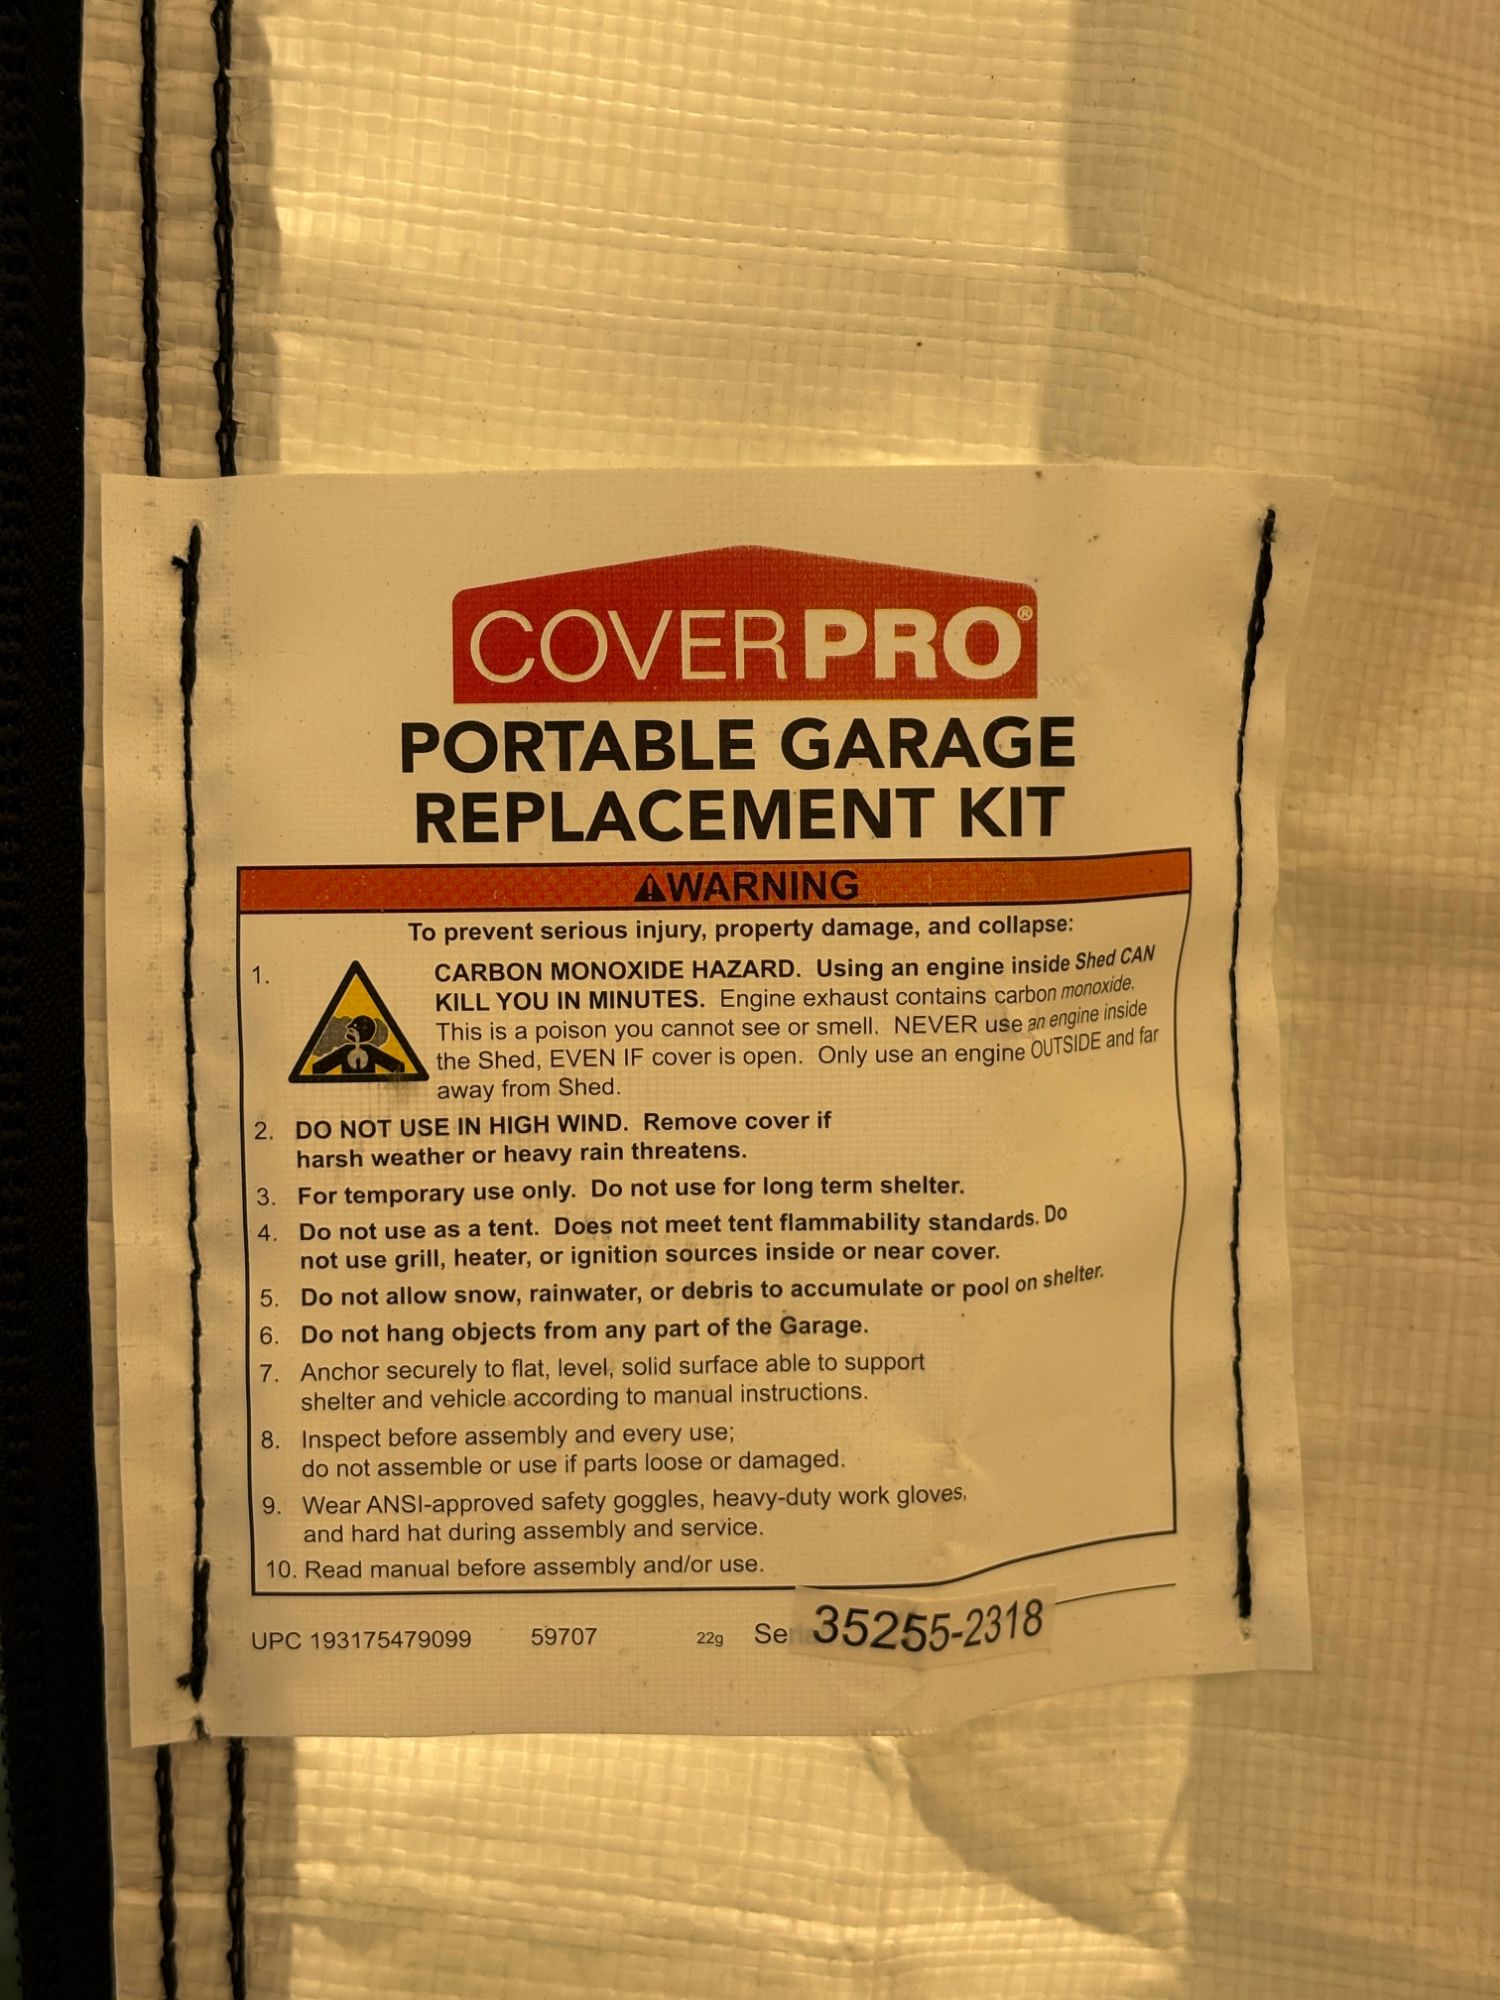 COVERPRO®
PORTABLE GARAGE
REPLACEMENT KIT
WARNING
To prevent serious injury, property damage, and collapse:
1. CARBON MONOXIDE HAZARD. Using an engine inside Shed CAN
KILL YOU IN MINUTES. Engine exhaust contains carbon monoxide.
This is a poison you cannot see or smell. NEVER use an engine inside
the Shed, EVEN IF cover is open. Only use an engine OUTSIDE and far
away from Shed.
2. DO NOT USE IN HIGH WIND. Remove cover if
harsh weather or heavy rain threatens.
3. For temporary use only. Do not use for long term shelter.
4. Do not use as a tent. Does not meet tent flammability standards. Do
not use grill, heater, or ignition sources inside or near cover.
5. Do not allow snow, rainwater, or debris to accumulate or pool on shelter.
6. Do not hang objects from any part of the Garage.
7. Anchor securely to flat, level, solid surface able to support
shelter and vehicle according to manual instructions.
8. Inspect before assembly and every use;
do not assemble or use if parts loose or damaged.
9. Wear ANSI-approved safety goggles, heavy-duty work gloves,
and hard hat during assembly and service.
10. Read manual before assembly and/or use.
UPC 193175479099 59707 22g Se 35255-2318